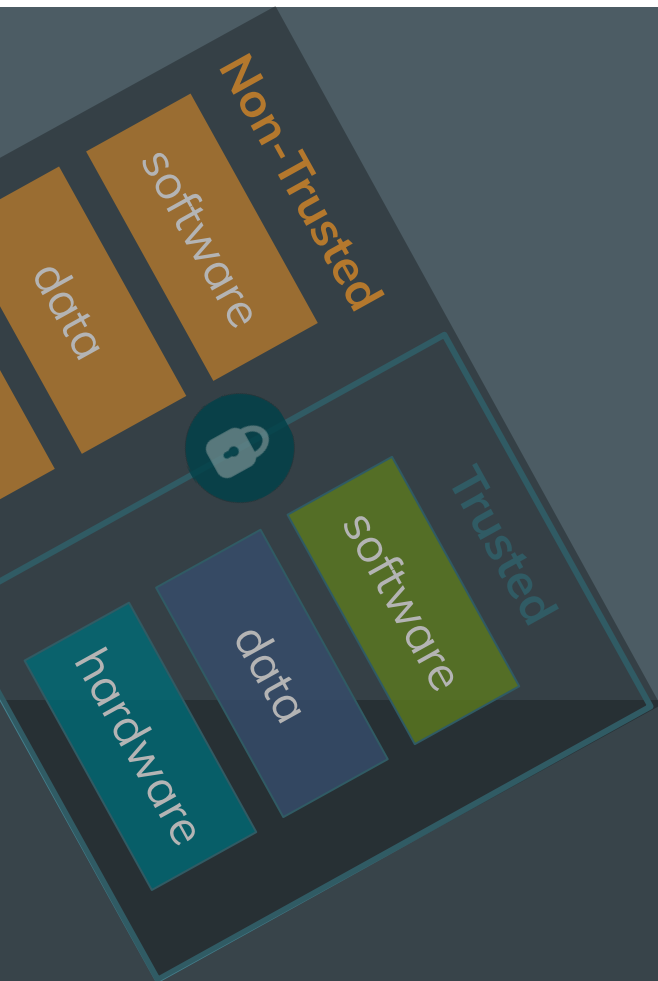 Non-Trusted
software
data
Trusted
software
data
hardware